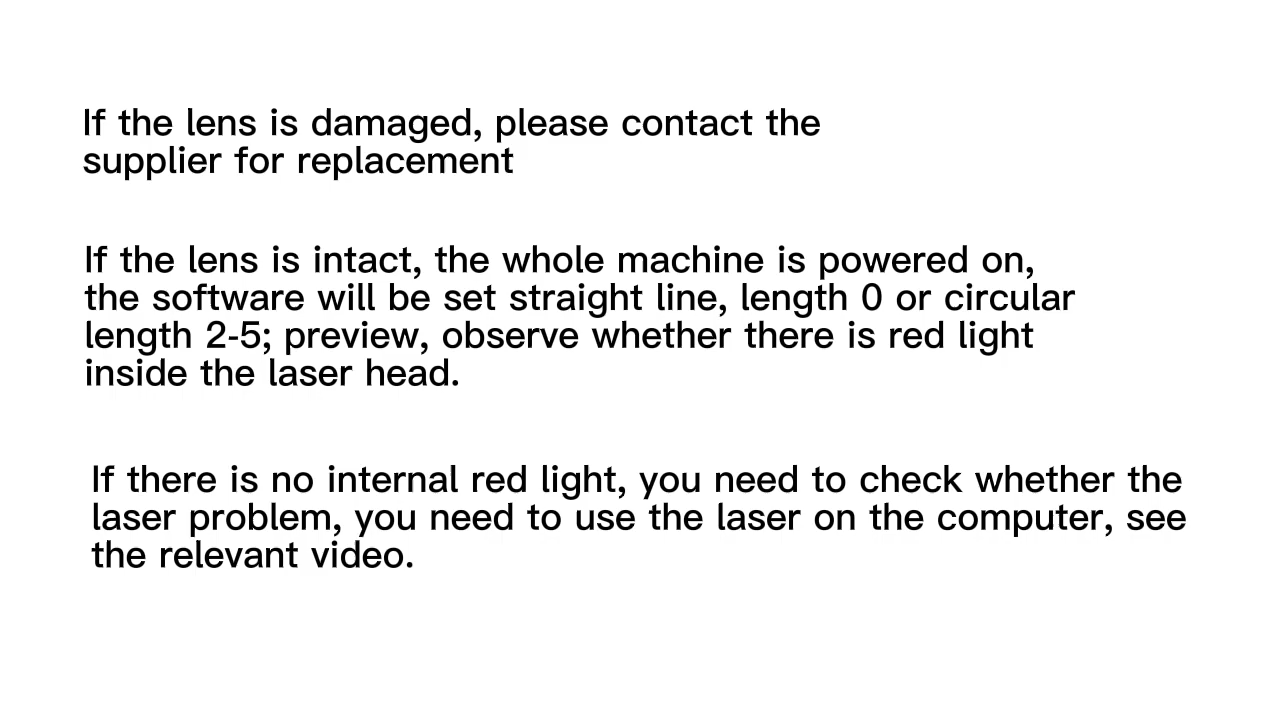 If the lens is damaged, please contact the
supplier for replacement
If the lens is intact, the whole machine is powered on,
the software will be set straight line, length 0 or circular
length 2-5; preview, observe whether there is red light
inside the laser head.
If there is no internal red light, you need to check whether the
laser problem, you need to use the laser on the computer, see
the relevant video.